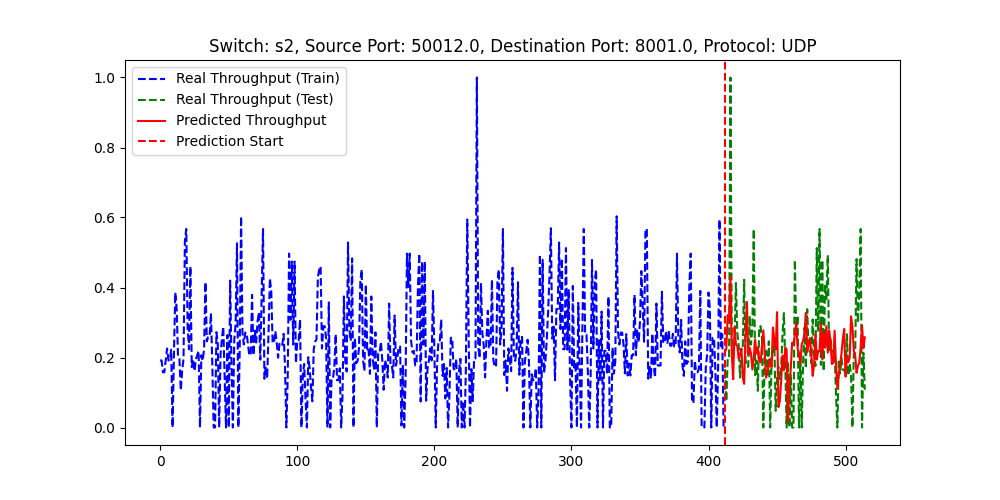 Switch: s2, Source Port: 50012.0, Destination Port: 8001.0, Protocol: UDP
Real Throughput (Train)
Real Throughput (Test)
Predicted Throughput
Prediction Start
1.0
0.8
0.6
0.4
0.2
0.0
0 100 200 300 400 500